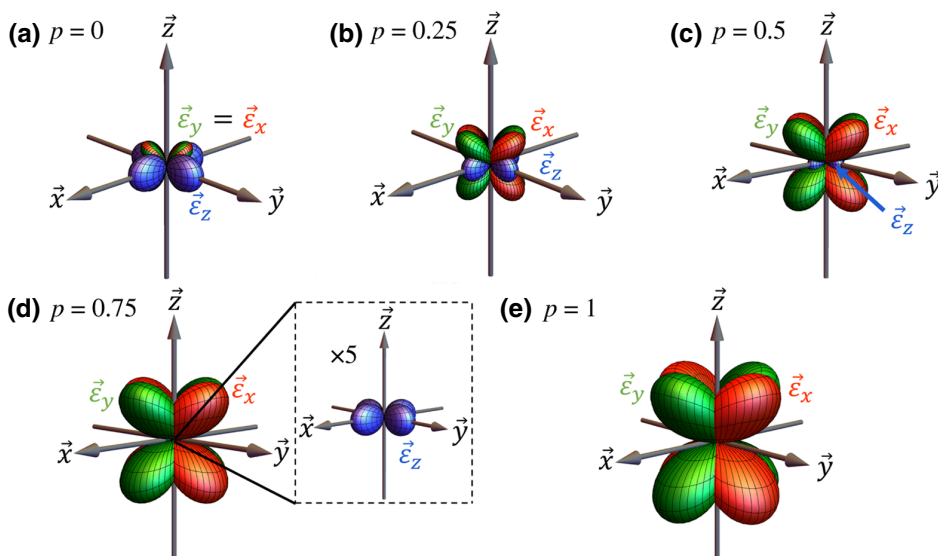 (a) p = 0
z⃗
ε⃗y = ε⃗x
x⃗
y⃗
ε⃗z
(b) p = 0.25
z⃗
ε⃗y
ε⃗x
ε⃗z
x⃗
y⃗
(c) p = 0.5
z⃗
ε⃗y
ε⃗x
x⃗
y⃗
ε⃗z
(d) p = 0.75
z⃗
ε⃗y
ε⃗x
x⃗
y⃗
×5
z⃗
x⃗
y⃗
ε⃗z
(e) p = 1
z⃗
ε⃗y
ε⃗x
x⃗
y⃗